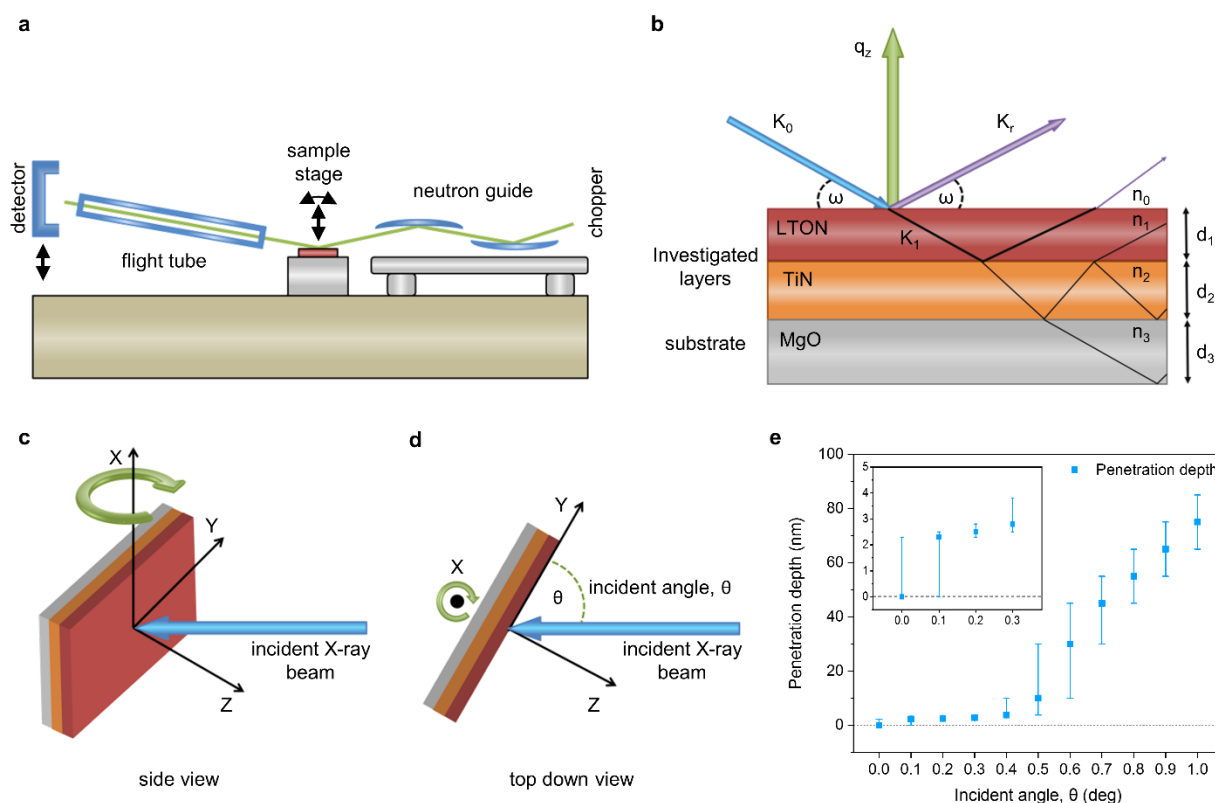 a
detector
flight tube
sample
stage
neutron guide
chopper
b
q_z
K_0
K_r
ω
ω
n_0
LTON
K_1
n_1
d_1
Investigated
layers
TiN
n_2
d_2
substrate
MgO
n_3
d_3
c
X
Y
incident X-ray
beam
Z
side view
d
Y
X
θ
incident angle, θ
incident X-ray
beam
Z
top down view
e
Penetration depth
Penetration depth (nm)
100
80
60
40
20
0
5
4
3
2
1
0
0.0 0.1 0.2 0.3
0.0 0.1 0.2 0.3 0.4 0.5 0.6 0.7 0.8 0.9 1.0
Incident angle, θ (deg)